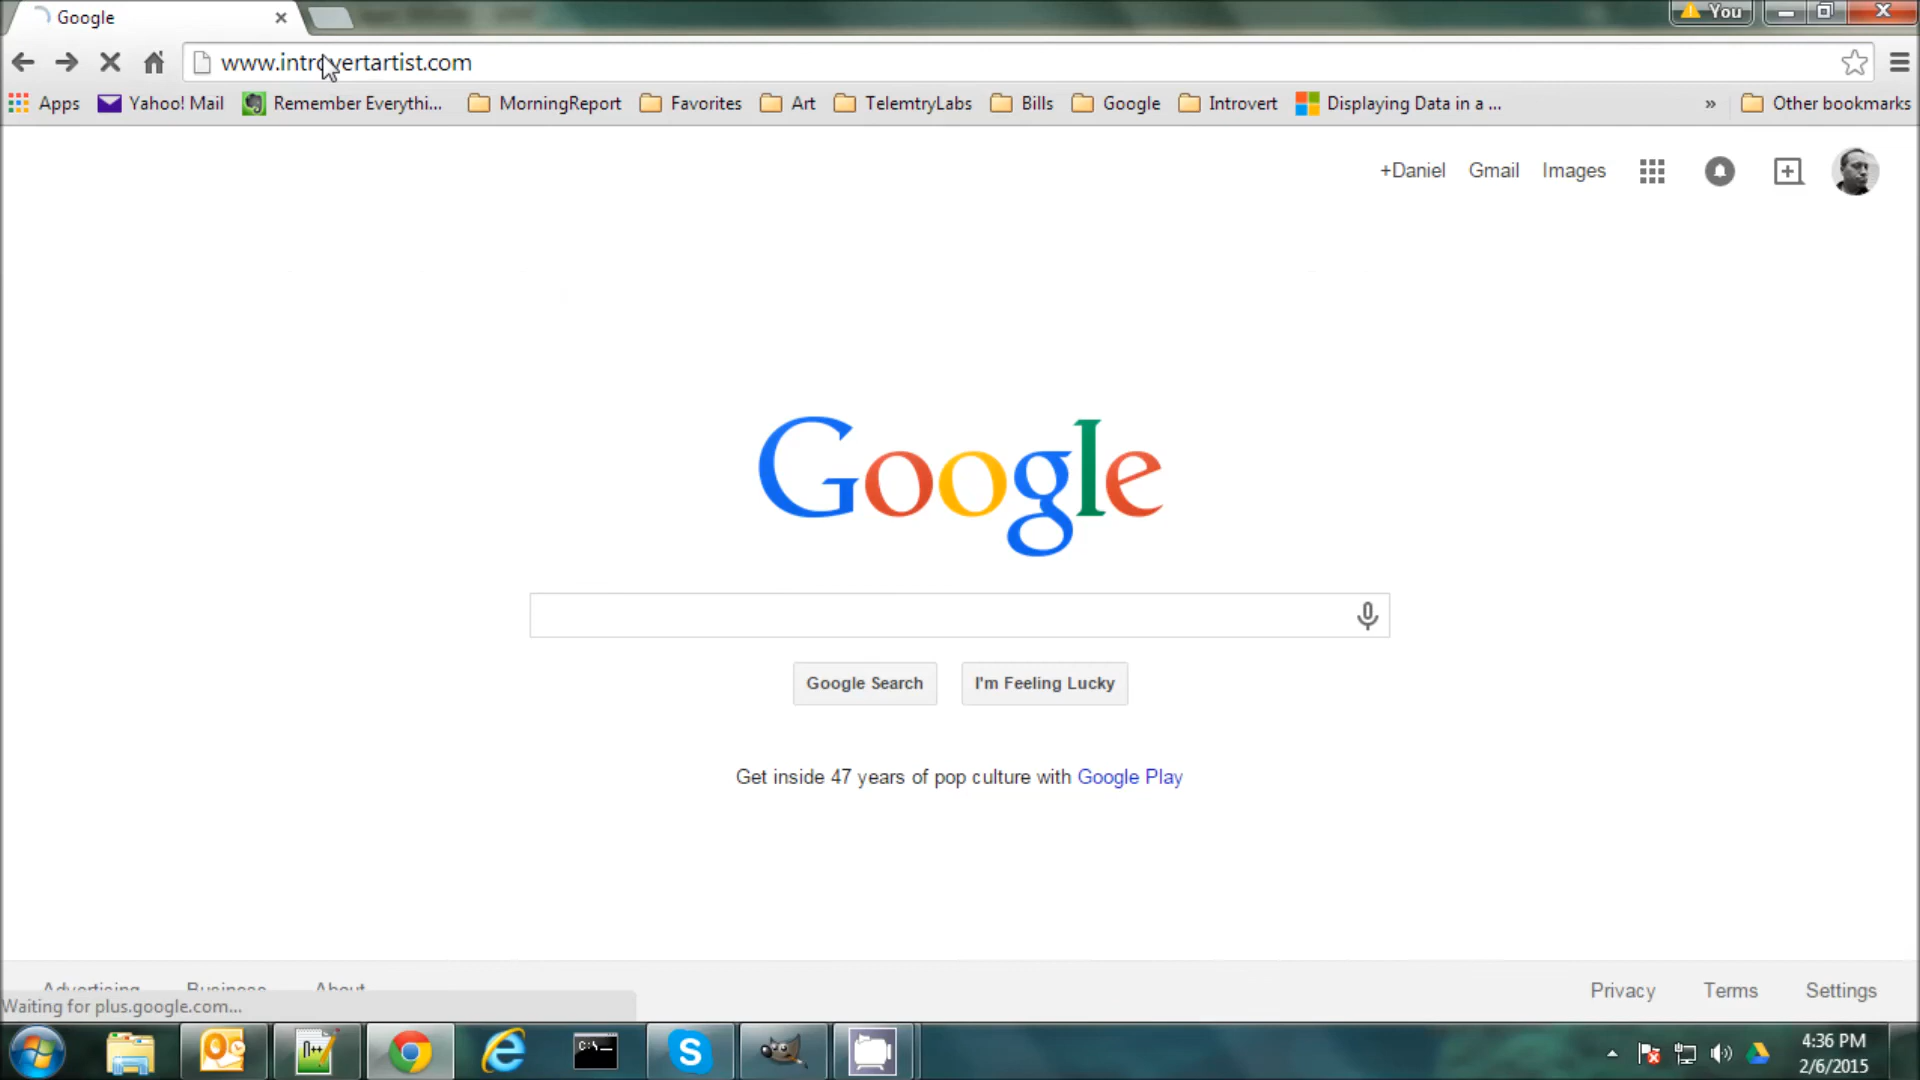 Google
You
www.introvertartist.com
Apps Yahoo! Mail Remember Everythi... MorningReport Favorites Art TelemtryLabs Bills Google Introvert Displaying Data in a ... » Other bookmarks
+Daniel Gmail Images
Google
Google Search I'm Feeling Lucky
Get inside 47 years of pop culture with Google Play
Advertising Business About Privacy Terms Settings
Waiting for plus.google.com...
4:36 PM
2/6/2015